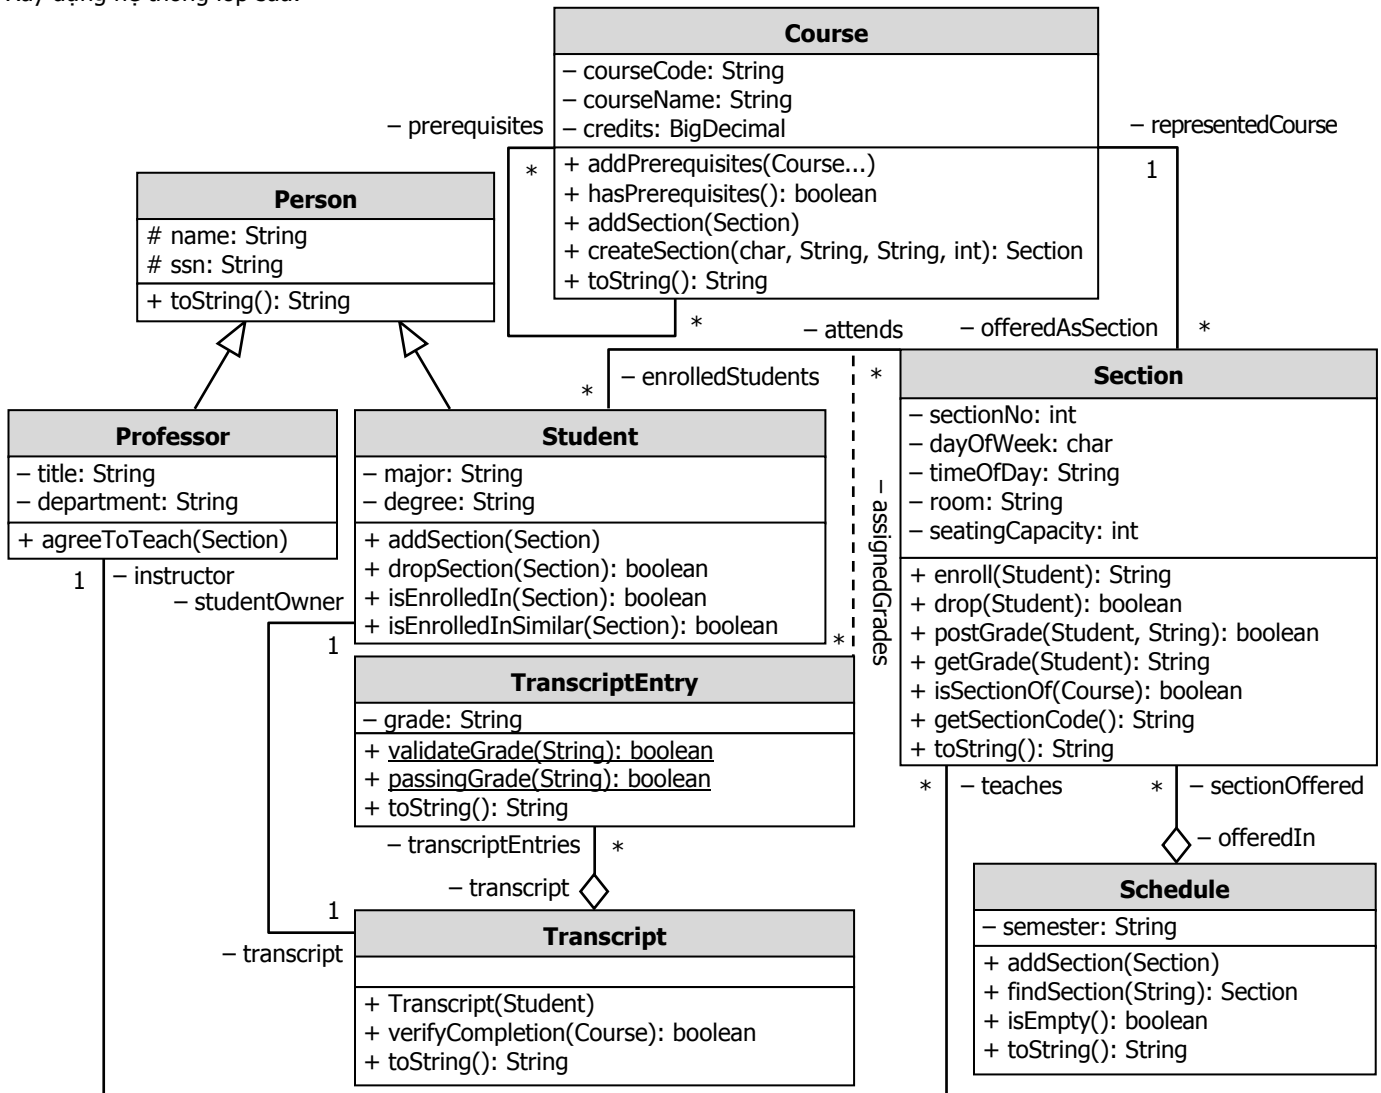 Course
– courseCode: String
– courseName: String
– credits: BigDecimal
+ addPrerequisites(Course...)
+ hasPrerequisites(): boolean
+ addSection(Section)
+ createSection(char, String, String, int): Section
+ toString(): String
– prerequisites
*
*
– representedCourse
1
– offeredAsSection
*
Person
# name: String
# ssn: String
+ toString(): String
– attends
*
– enrolledStudents
*
Professor
– title: String
– department: String
+ agreeToTeach(Section)
1
– instructor
Student
– major: String
– degree: String
+ addSection(Section)
+ dropSection(Section): boolean
+ isEnrolledIn(Section): boolean
+ isEnrolledInSimilar(Section): boolean
– studentOwner
1
– assignedGrades
*
Section
– sectionNo: int
– dayOfWeek: char
– timeOfDay: String
– room: String
– seatingCapacity: int
+ enroll(Student): String
+ drop(Student): boolean
+ postGrade(Student, String): boolean
+ getGrade(Student): String
+ isSectionOf(Course): boolean
+ getSectionCode(): String
+ toString(): String
TranscriptEntry
– grade: String
+ validateGrade(String): boolean
+ passingGrade(String): boolean
+ toString(): String
– transcriptEntries
*
– transcript
* – teaches
* – sectionOffered
– offeredIn
1
– transcript
Transcript
+ Transcript(Student)
+ verifyCompletion(Course): boolean
+ toString(): String
Schedule
– semester: String
+ addSection(Section)
+ findSection(String): Section
+ isEmpty(): boolean
+ toString(): String